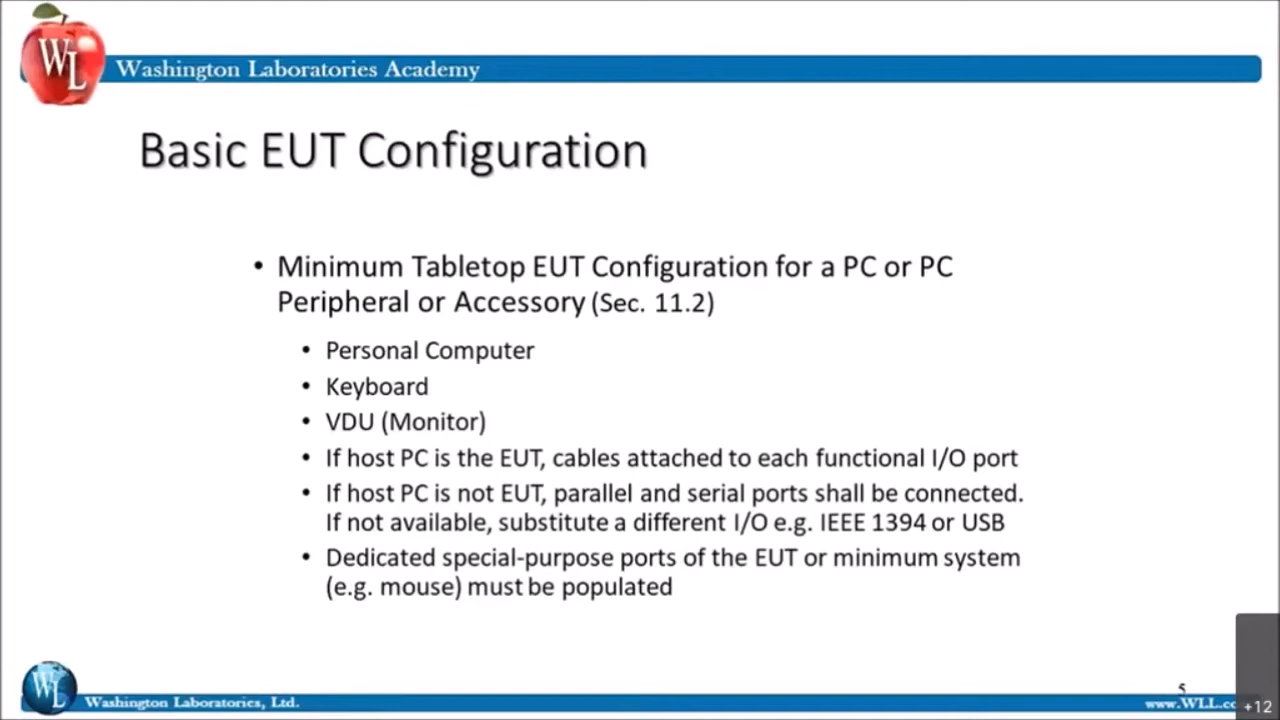 WL
Washington Laboratories Academy
Basic EUT Configuration
• Minimum Tabletop EUT Configuration for a PC or PC
Peripheral or Accessory (Sec. 11.2)
• Personal Computer
• Keyboard
• VDU (Monitor)
• If host PC is the EUT, cables attached to each functional I/O port
• If host PC is not EUT, parallel and serial ports shall be connected.
If not available, substitute a different I/O e.g. IEEE 1394 or USB
• Dedicated special-purpose ports of the EUT or minimum system
(e.g. mouse) must be populated
5
WL
Washington Laboratories, Ltd.
www.WLL.co
+12